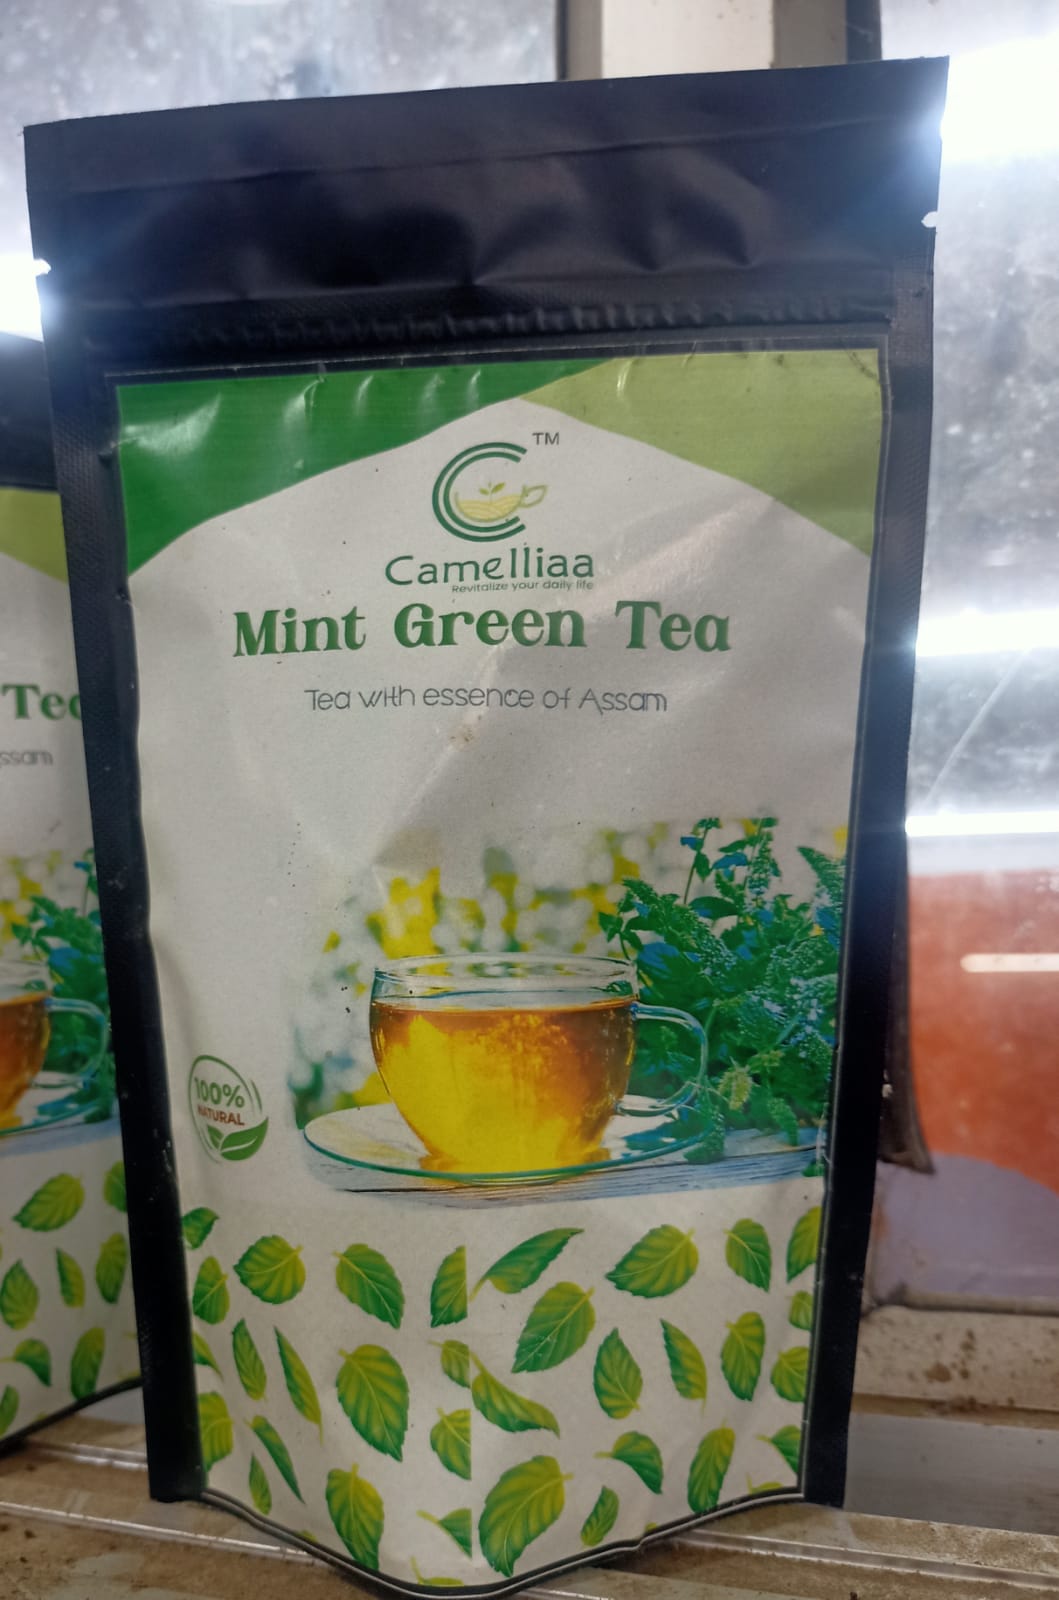 TM
Camelliaa
Revitalize your daily life
Mint Green Tea
Tea with essence of Assam
100%
NATURAL
Tea
ssam